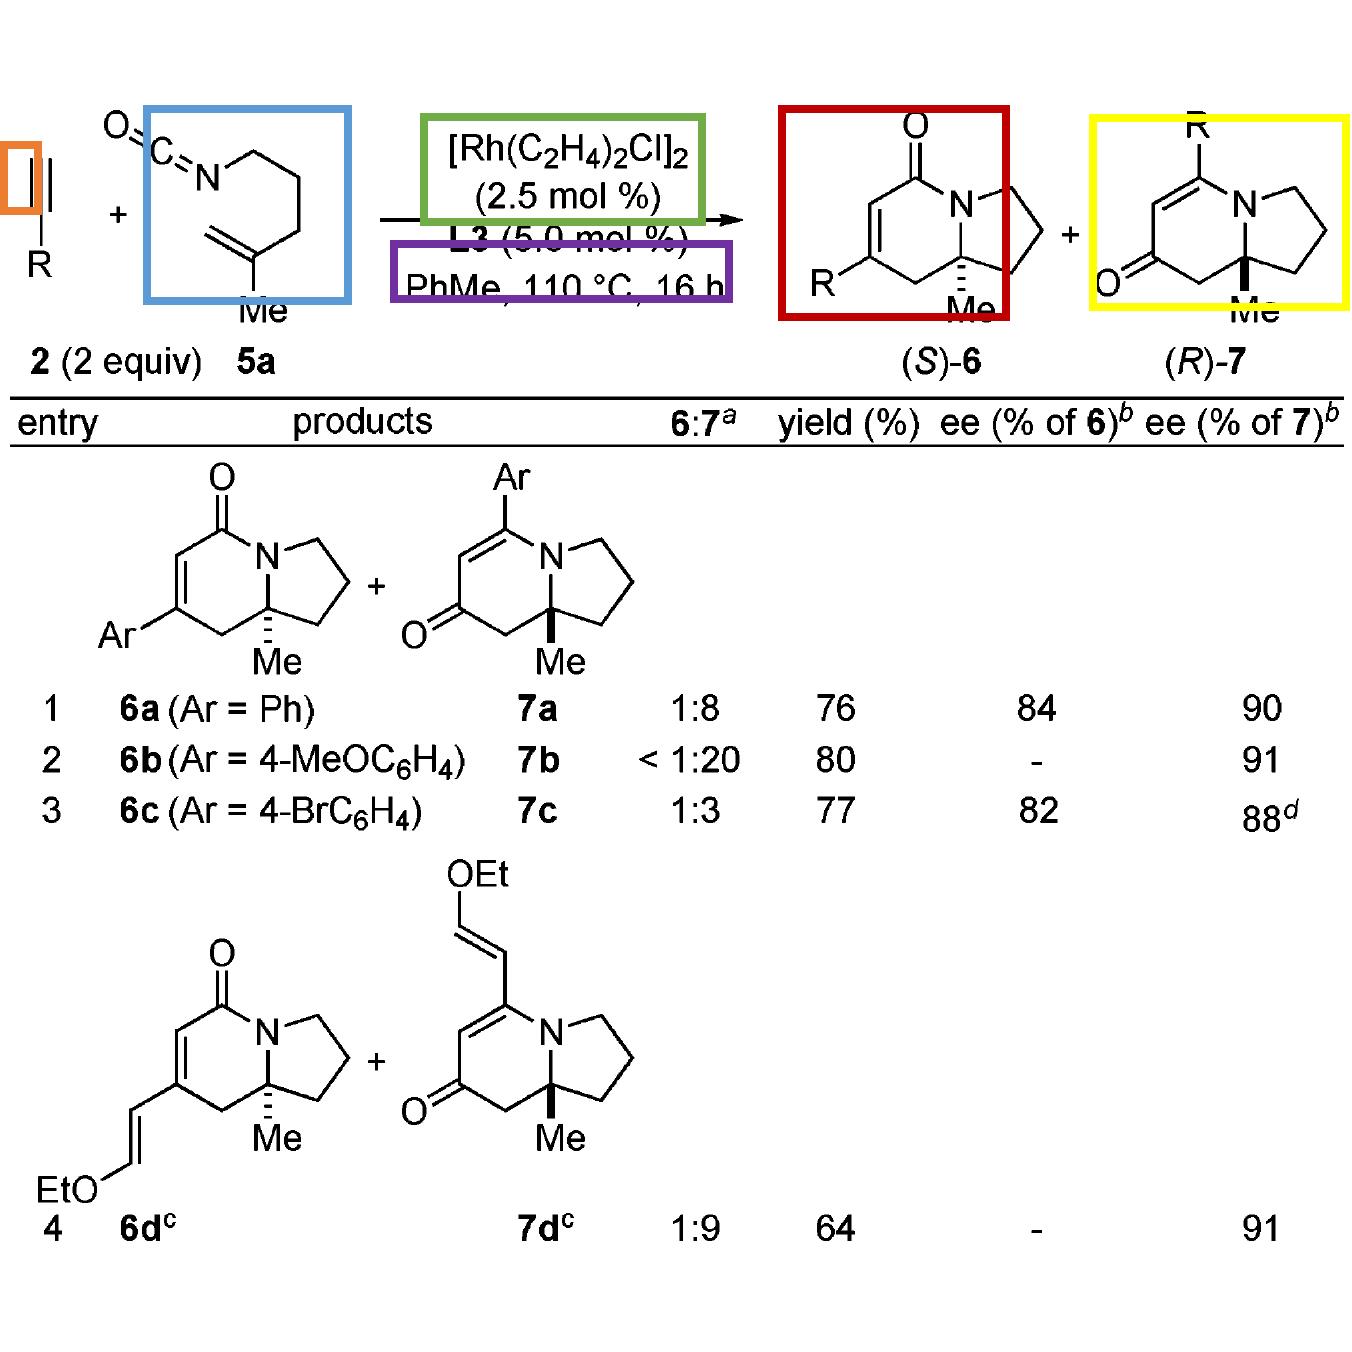 O
C
N
+
R
Me
[Rh(C2H4)2Cl]2
(2.5 mol %)
L3 (5.0 mol %)
PhMe, 110 °C, 16 h
O
N
R
Me
+
R
N
O
Me
2 (2 equiv) 5a (S)-6 (R)-7
entry products 6:7a yield (%) ee (% of 6)b ee (% of 7)b
O
N
Ar
Me
+
Ar
N
O
Me
1 6a (Ar = Ph) 7a 1:8 76 84 90
2 6b (Ar = 4-MeOC6H4) 7b < 1:20 80 - 91
3 6c (Ar = 4-BrC6H4) 7c 1:3 77 82 88d
O
N
Me
EtO
+
OEt
N
O
Me
4 6dc 7dc 1:9 64 - 91